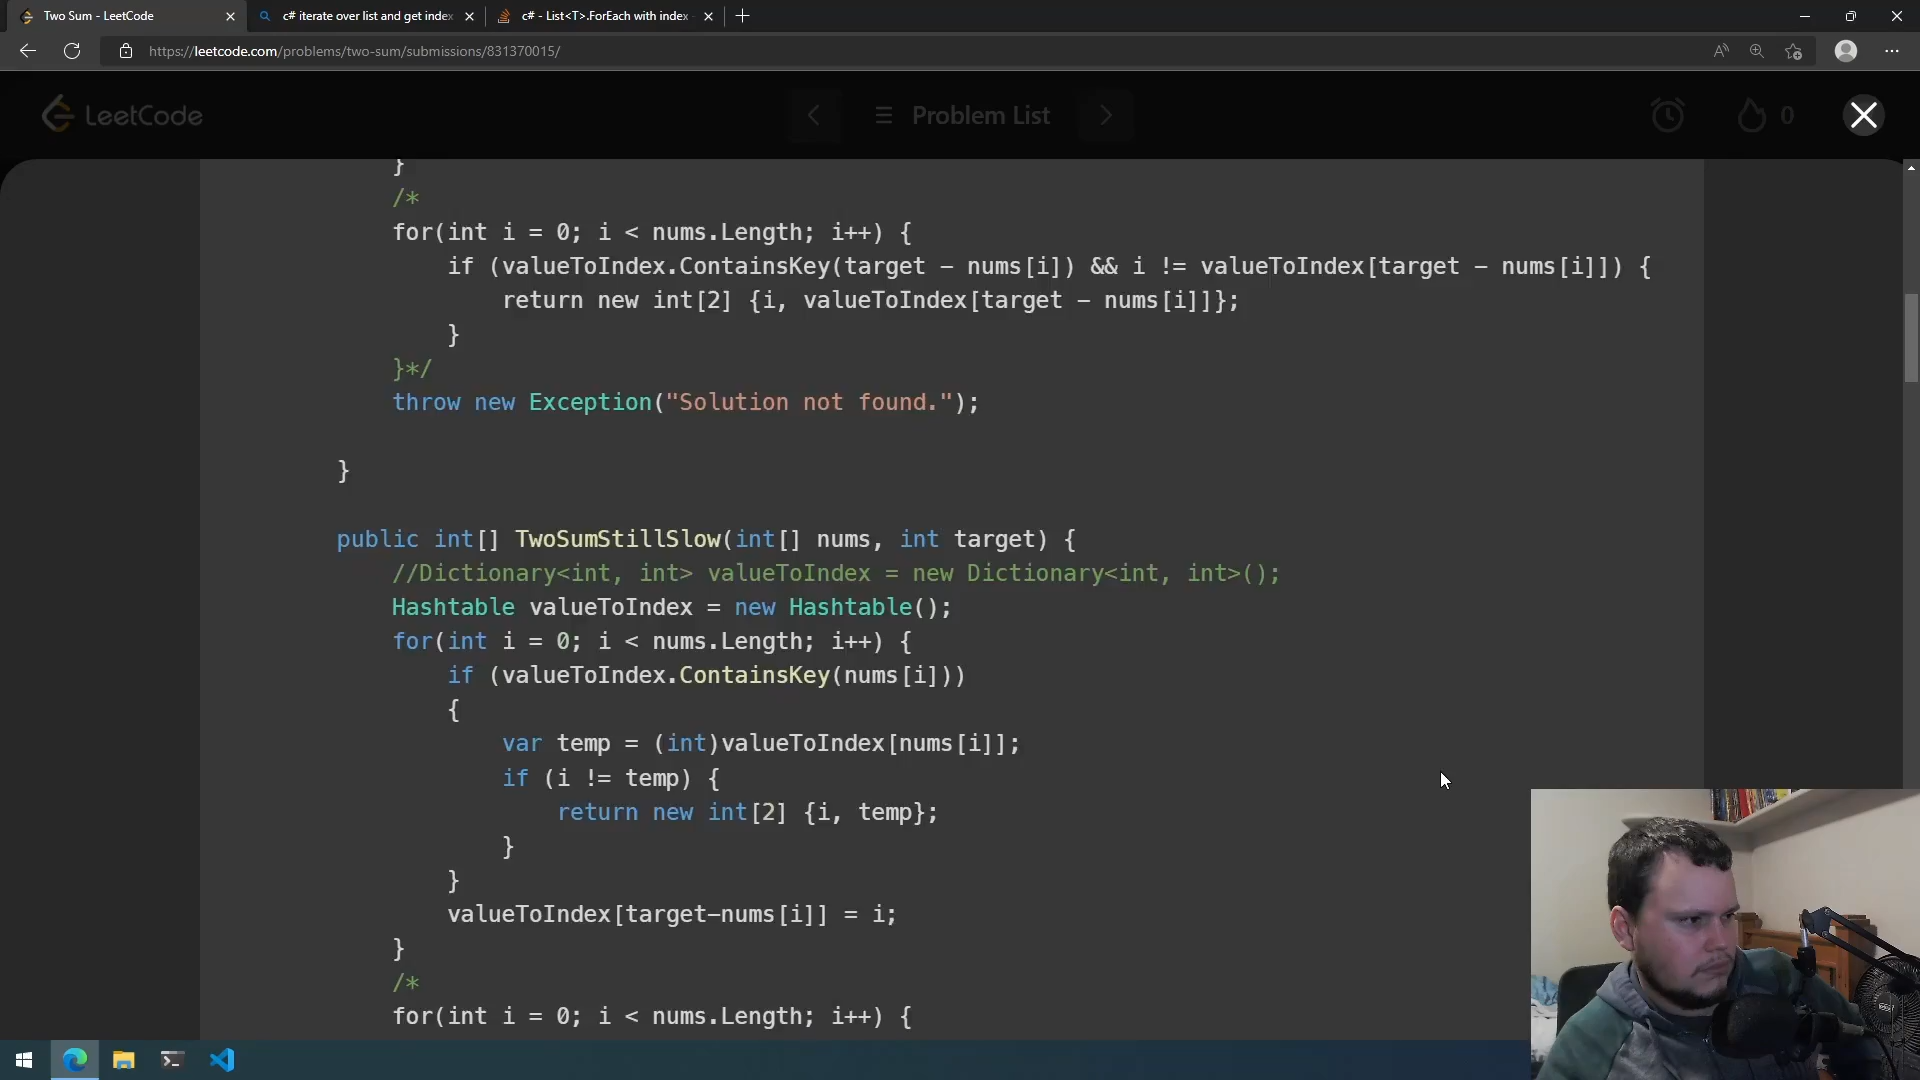 Two Sum - LeetCode
c# iterate over list and get index
c# - List<T>.ForEach with index
https://leetcode.com/problems/two-sum/submissions/831370015/
LeetCode
Problem List
0
}
/*
for(int i = 0; i < nums.Length; i++) {
if (valueToIndex.ContainsKey(target - nums[i]) && i != valueToIndex[target - nums[i]]) {
return new int[2] {i, valueToIndex[target - nums[i]]};
}
}*/
throw new Exception("Solution not found.");
}
public int[] TwoSumStillSlow(int[] nums, int target) {
//Dictionary<int, int> valueToIndex = new Dictionary<int, int>();
Hashtable valueToIndex = new Hashtable();
for(int i = 0; i < nums.Length; i++) {
if (valueToIndex.ContainsKey(nums[i]))
{
var temp = (int)valueToIndex[nums[i]];
if (i != temp) {
return new int[2] {i, temp};
}
}
valueToIndex[target-nums[i]] = i;
}
/*
for(int i = 0; i < nums.Length; i++) {